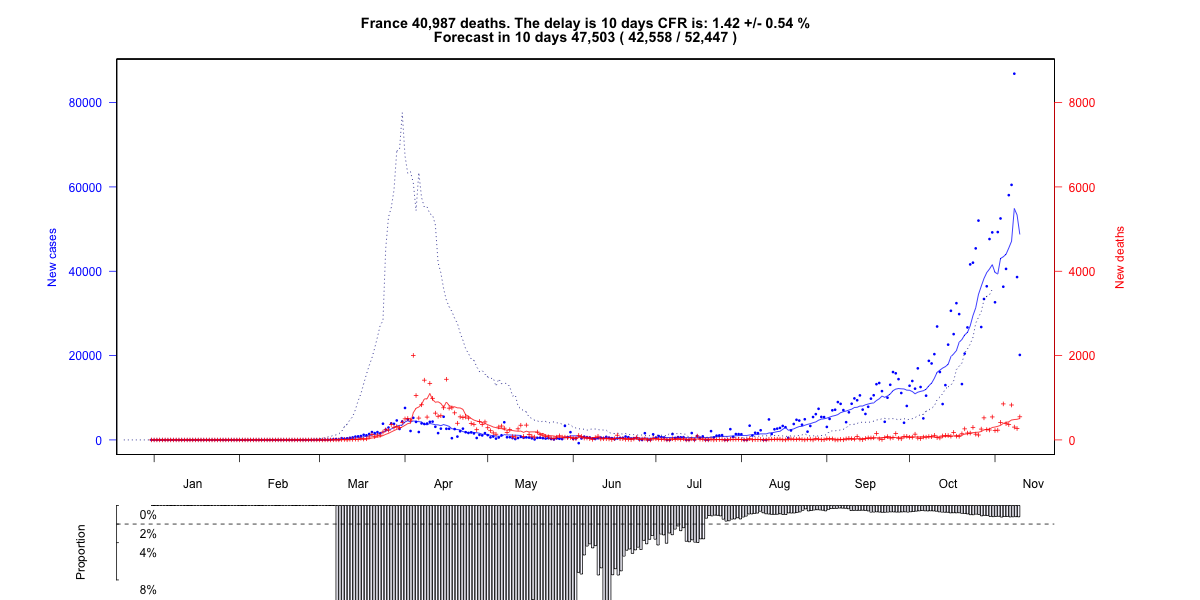 France 40,987 deaths. The delay is 10 days CFR is: 1.42 +/- 0.54 %
Forecast in 10 days 47,503 ( 42,558 / 52,447 )
80000
60000
40000
20000
0
New cases
8000
6000
4000
2000
0
New deaths
Jan Feb Mar Apr May Jun Jul Aug Sep Oct Nov
Proportion
0%
2%
4%
8%